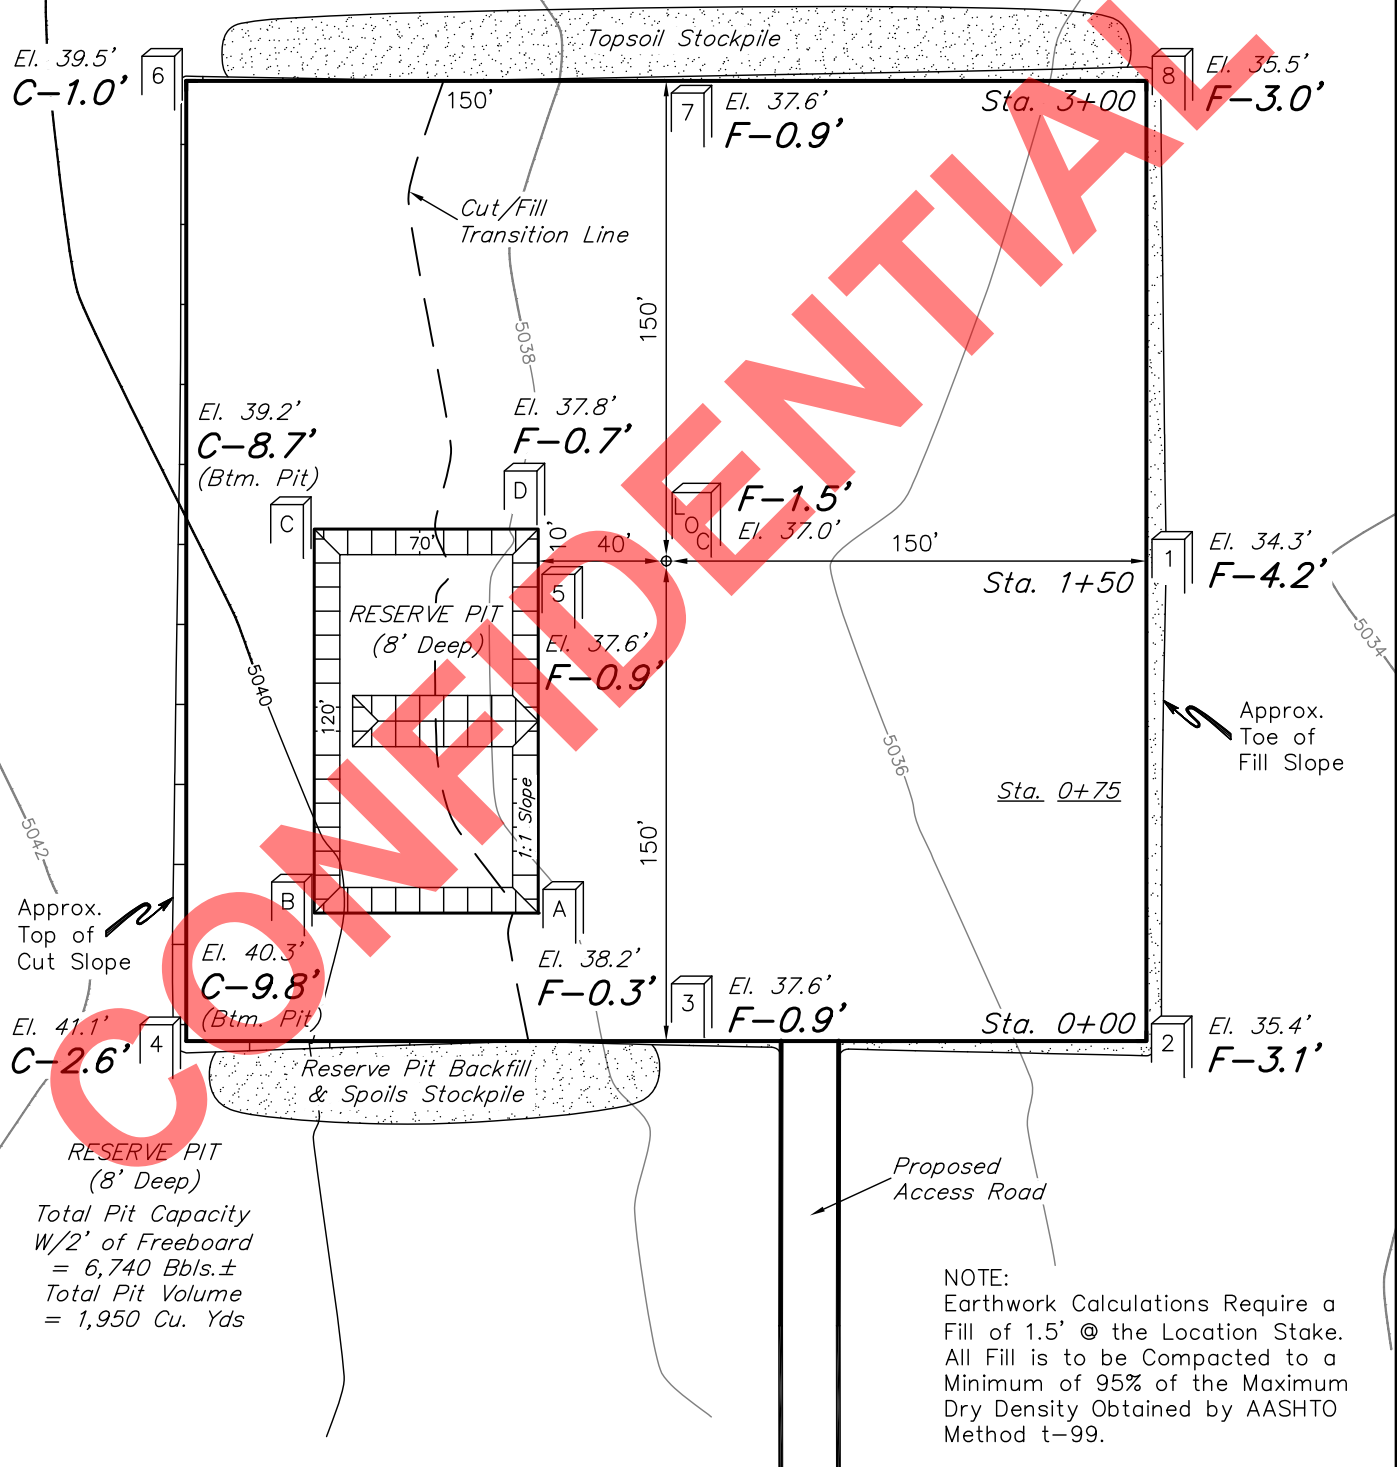 Topsoil Stockpile
El. 39.5'
C-1.0'
6
150'
7
El. 37.6'
F-0.9'
Sta. 3+00
8
El. 35.5'
F-3.0'
Cut/Fill
Transition Line
150'
5038
El. 39.2'
C-8.7'
(Btm. Pit)
El. 37.8'
F-0.7'
C
D
70'
10'
40'
LOC
F-1.5'
El. 37.0'
150'
Sta. 1+50
1
El. 34.3'
F-4.2'
5034
RESERVE PIT
(8' Deep)
5
El. 37.6'
F-0.9'
5040
120'
1:1 Slope
150'
5036
Sta. 0+75
Approx.
Toe of
Fill Slope
5042
Approx.
Top of
Cut Slope
B
A
El. 40.3'
C-9.8'
(Btm. Pit)
El. 38.2'
F-0.3'
3
El. 37.6'
F-0.9'
Sta. 0+00
2
El. 35.4'
F-3.1'
El. 41.1'
C-2.6'
4
Reserve Pit Backfill
& Spoils Stockpile
RESERVE PIT
(8' Deep)
Total Pit Capacity
W/2' of Freeboard
= 6,740 Bbls.±
Total Pit Volume
= 1,950 Cu. Yds
Proposed
Access Road
NOTE:
Earthwork Calculations Require a
Fill of 1.5' @ the Location Stake.
All Fill is to be Compacted to a
Minimum of 95% of the Maximum
Dry Density Obtained by AASHTO
Method t-99.
CONFIDENTIAL